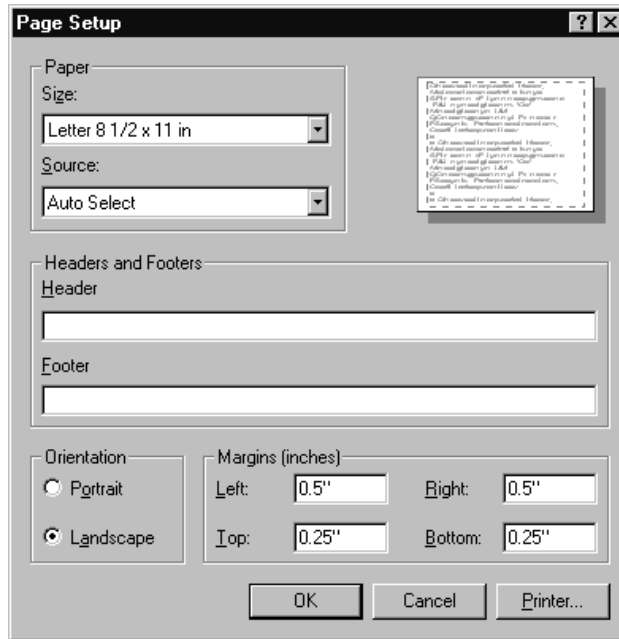 Page Setup
Paper
Size:
Letter 8 1/2 x 11 in
Source:
Auto Select
Headers and Footers
Header
Footer
Orientation
Portrait
Landscape
Margins (inches)
Left: 0.5" Right: 0.5"
Top: 0.25" Bottom: 0.25"
OK Cancel Printer...